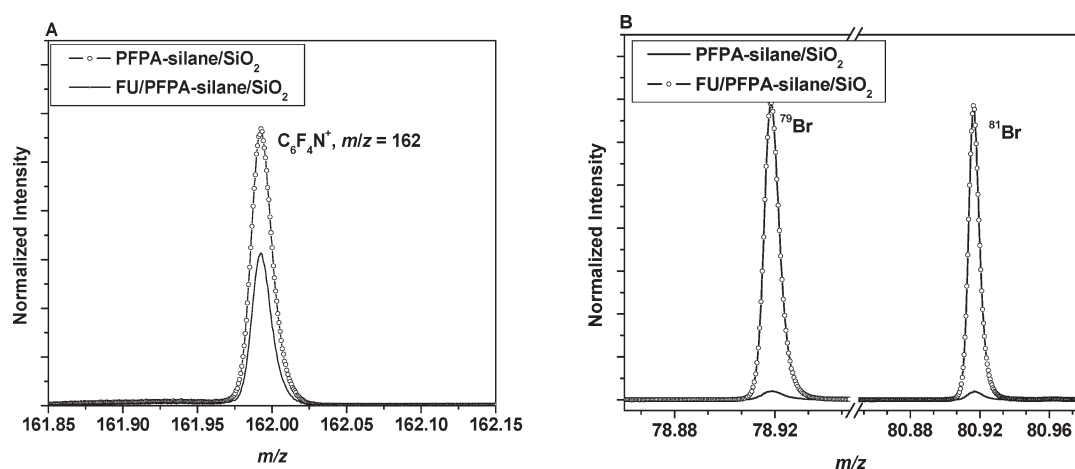 A
PFPA-silane/SiO₂
FU/PFPA-silane/SiO₂
C₆F₄N⁺, m/z = 162
Normalized Intensity
161.85 161.90 161.95 162.00 162.05 162.10 162.15
m/z
B
PFPA-silane/SiO₂
FU/PFPA-silane/SiO₂
⁷⁹Br
⁸¹Br
Normalized Intensity
78.88 78.92 80.88 80.92 80.96
m/z